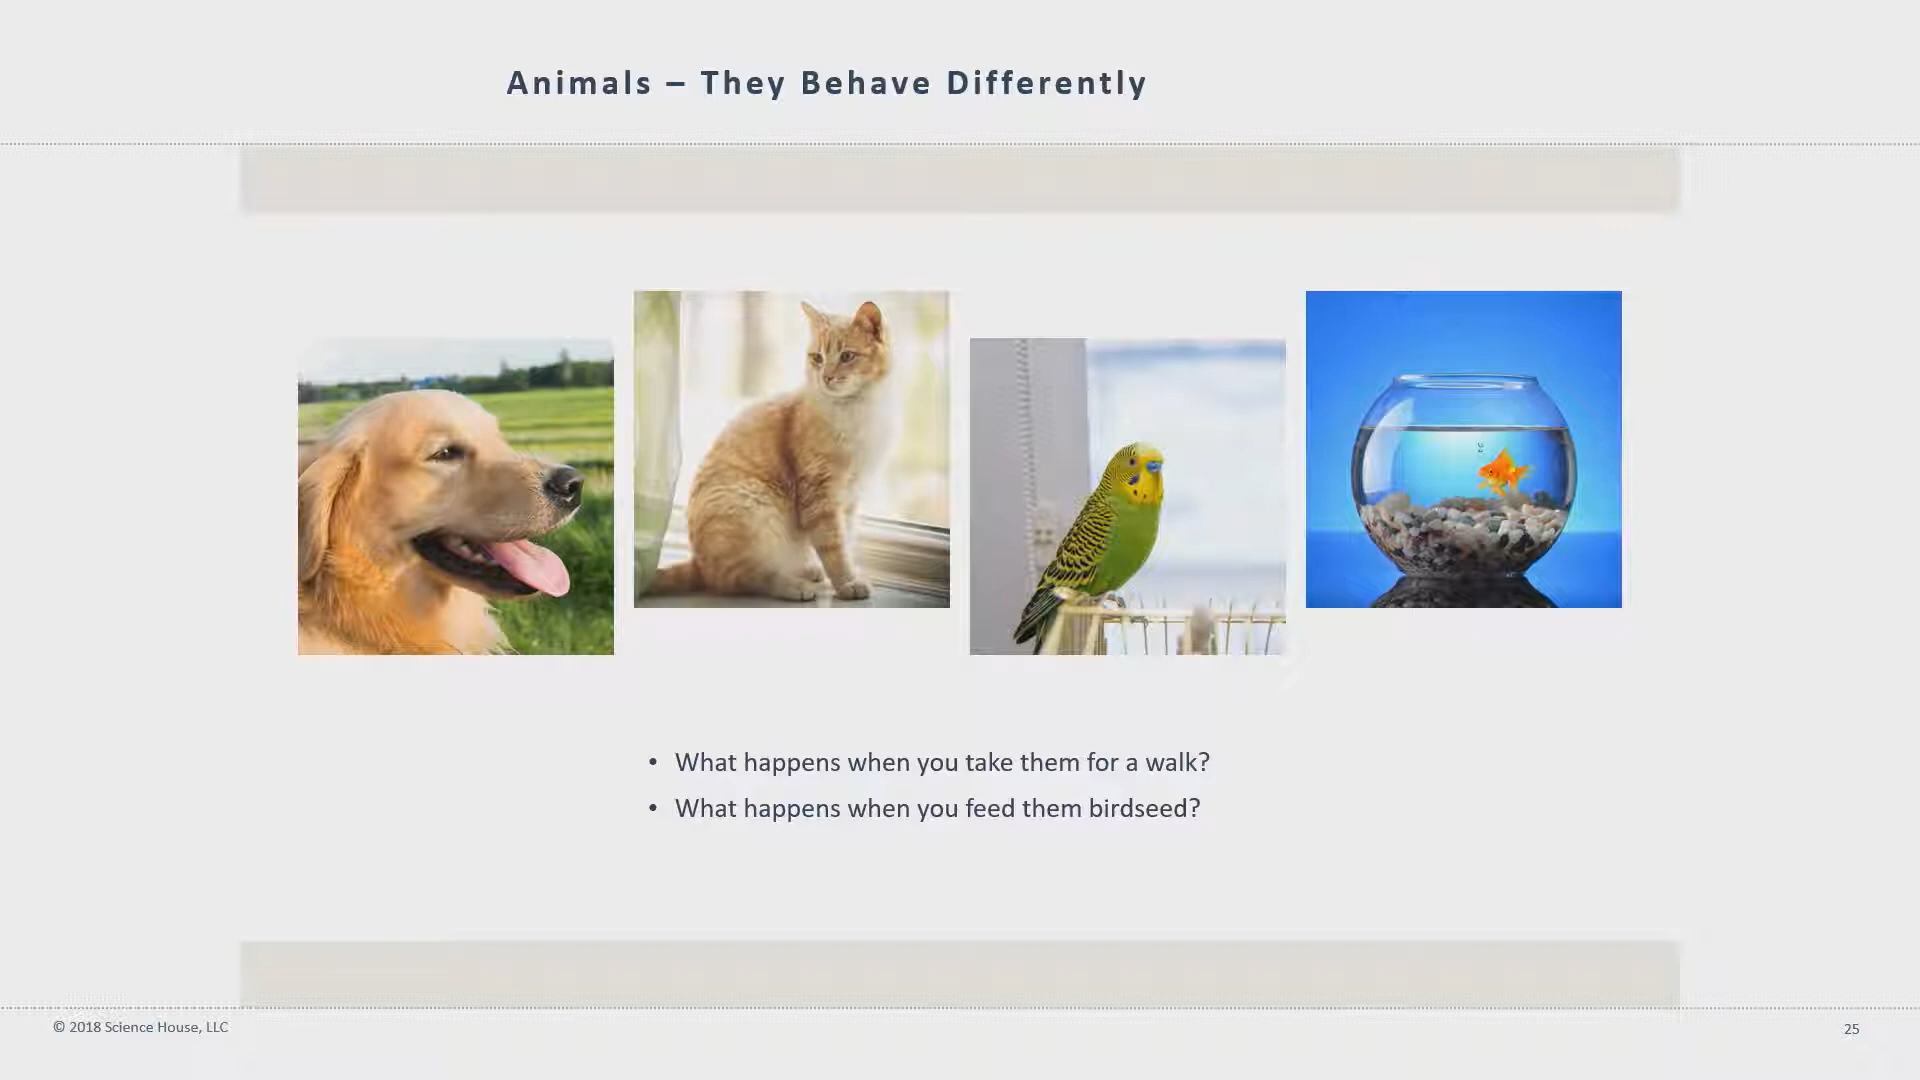 Animals – They Behave Differently
• What happens when you take them for a walk?
• What happens when you feed them birdseed?
© 2018 Science House, LLC
25